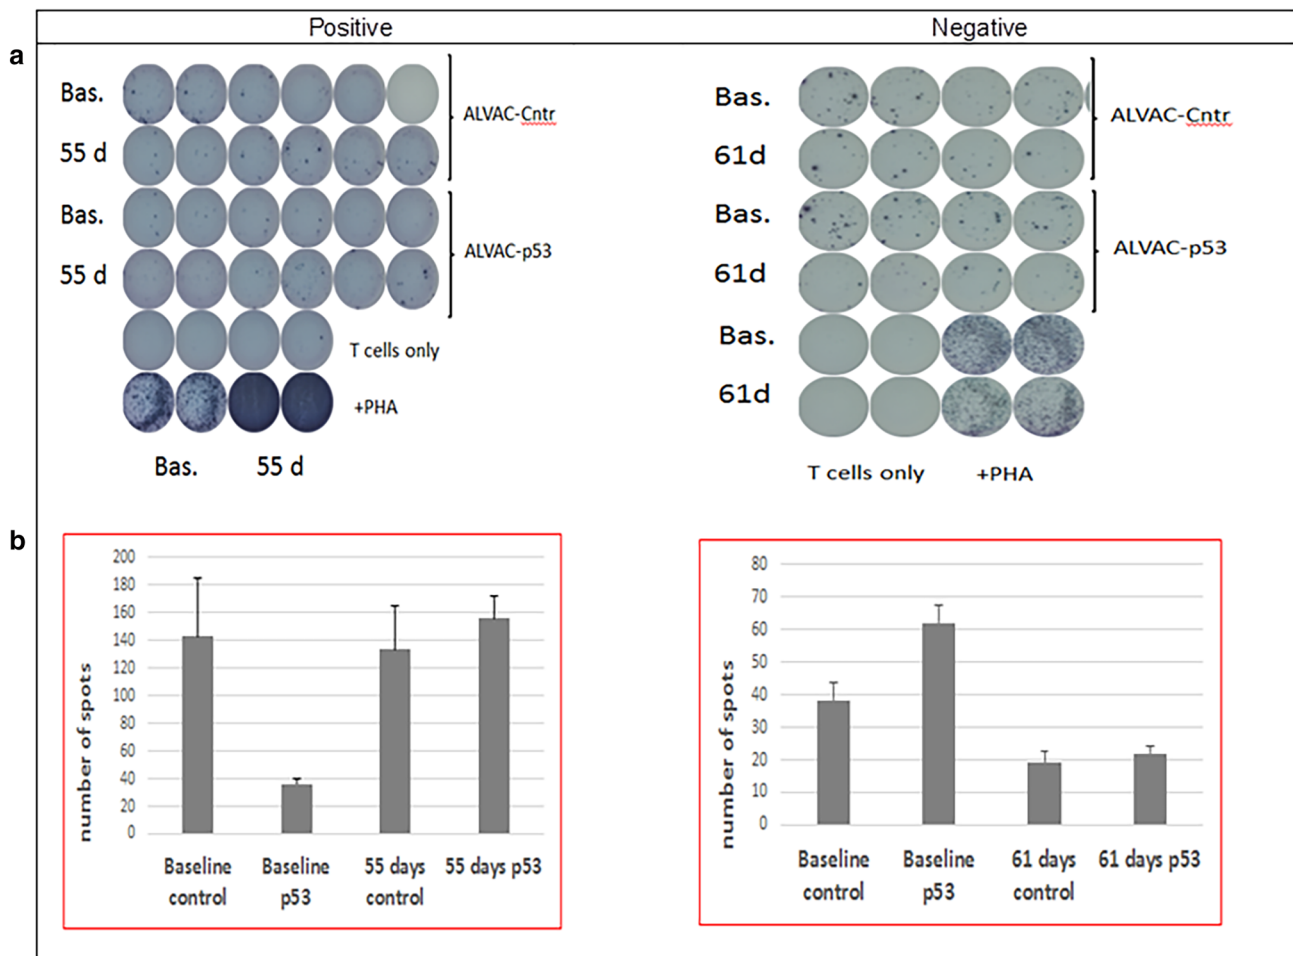 Positive
Negative
a
Bas.
55 d
Bas.
55 d
ALVAC-Cntr
ALVAC-p53
T cells only
+PHA
Bas.
55 d
Bas.
61d
Bas.
61d
Bas.
61d
ALVAC-Cntr
ALVAC-p53
T cells only
+PHA
b
number of spots
200
180
160
140
120
100
80
60
40
20
0
Baseline control
Baseline p53
55 days control
55 days p53
number of spots
80
70
60
50
40
30
20
10
0
Baseline control
Baseline p53
61 days control
61 days p53